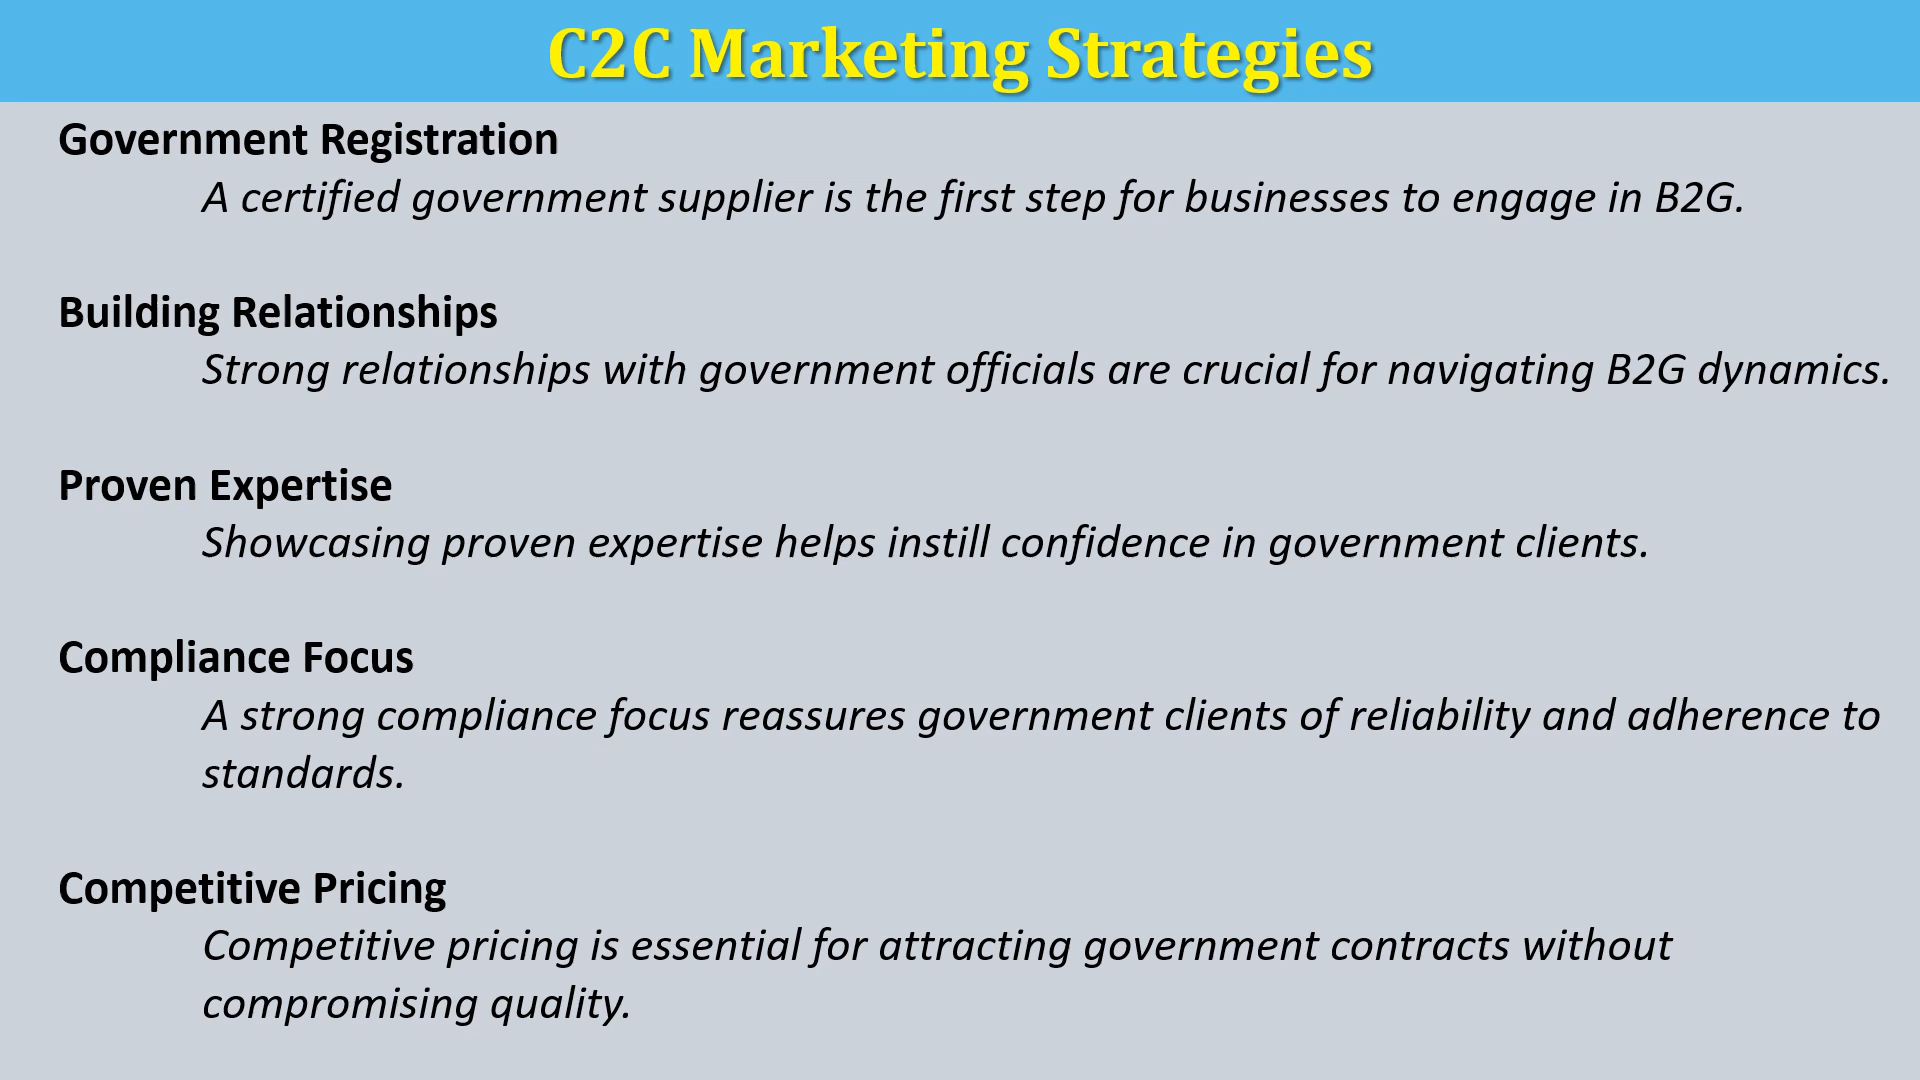 C2C Marketing Strategies
Government Registration
A certified government supplier is the first step for businesses to engage in B2G.
Building Relationships
Strong relationships with government officials are crucial for navigating B2G dynamics.
Proven Expertise
Showcasing proven expertise helps instill confidence in government clients.
Compliance Focus
A strong compliance focus reassures government clients of reliability and adherence to
standards.
Competitive Pricing
Competitive pricing is essential for attracting government contracts without
compromising quality.